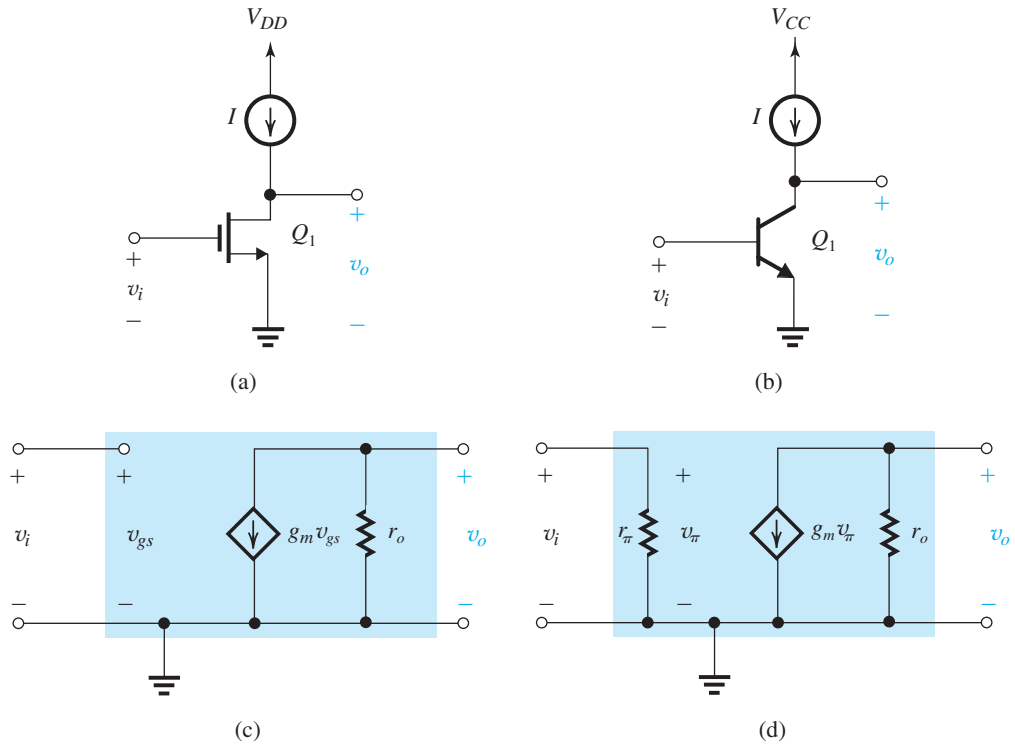 V_DD
I
Q_1
+
v_i
−
+
v_o
−
(a)
V_CC
I
Q_1
+
v_i
−
+
v_o
−
(b)
+
v_i
−
+
v_gs
−
g_m v_gs
r_o
+
v_o
−
(c)
+
v_i
−
r_π
+
v_π
−
g_m v_π
r_o
+
v_o
−
(d)